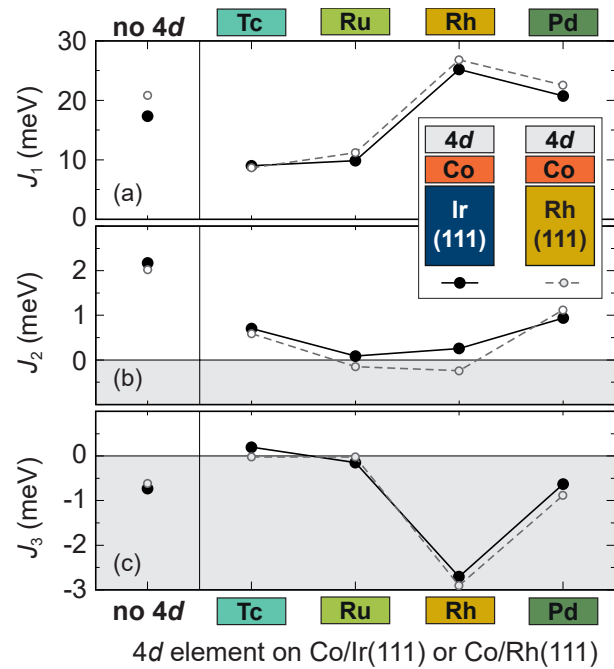 no 4d Tc Ru Rh Pd
30
20
10
0
J1 (meV)
(a)
4d 4d
Co Co
Ir Rh
(111) (111)
2
1
0
J2 (meV)
(b)
0
-1
-2
-3
J3 (meV)
(c)
no 4d Tc Ru Rh Pd
4d element on Co/Ir(111) or Co/Rh(111)